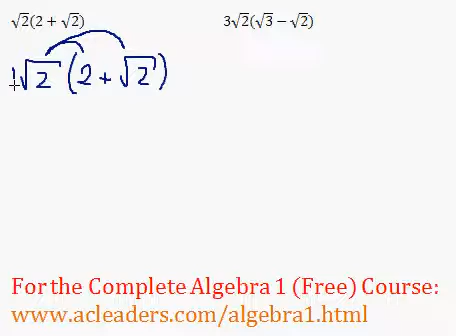 √2(2 + √2)
3√2(√3 − √2)
1√2 (2 + √2)
For the Complete Algebra 1 (Free) Course:
www.acleaders.com/algebra1.html